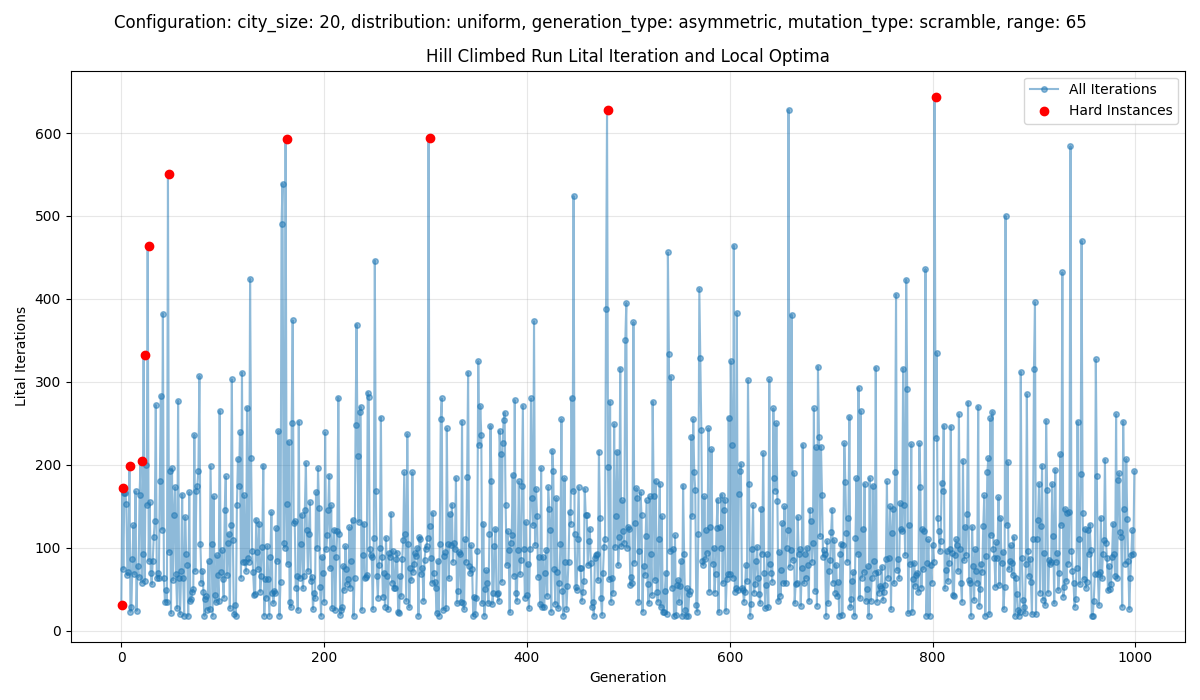 Configuration: city_size: 20, distribution: uniform, generation_type: asymmetric, mutation_type: scramble, range: 65
Hill Climbed Run Lital Iteration and Local Optima
All Iterations
Hard Instances
Lital Iterations
600
500
400
300
200
100
0
0 200 400 600 800 1000
Generation